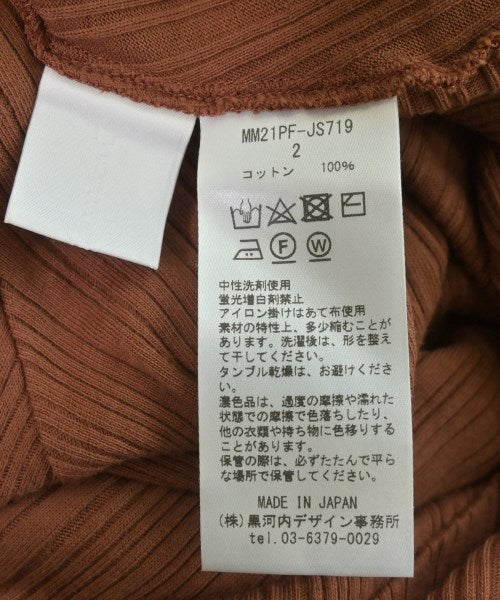 MM21PF-JS719
2
コットン 100%
F W
中性洗剤使用
蛍光増白剤禁止
アイロン掛けはあて布使用
素材の特性上、多少縮むことが
あります。洗濯後は、形を整え
て干してください。
タンブル乾燥は、お避けくださ
い。
濃色品は、過度の摩擦や濡れた
状態での摩擦で色落ちしたり、
他の衣類や持ち物に色移りする
ことがあります。
保管の際は、必ずたたんで平ら
な場所で保管してください。
MADE IN JAPAN
(株)黒河内デザイン事務所
tel.03-6379-0029